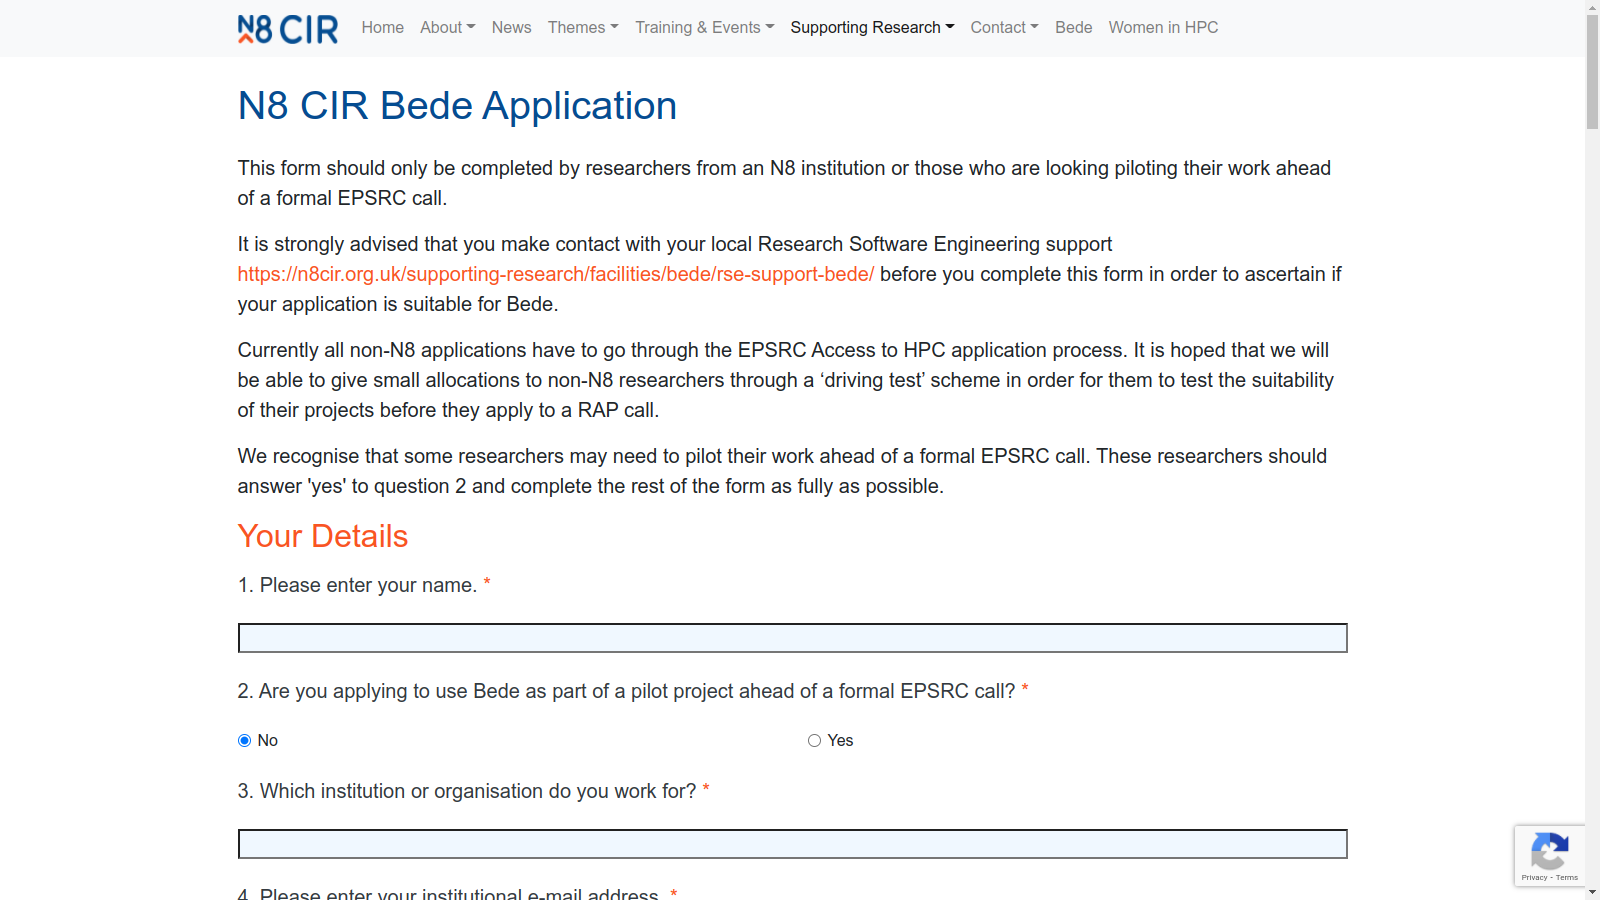 N8 CIR Home About News Themes Training & Events Supporting Research Contact Bede Women in HPC
N8 CIR Bede Application
This form should only be completed by researchers from an N8 institution or those who are looking piloting their work ahead
of a formal EPSRC call.
It is strongly advised that you make contact with your local Research Software Engineering support
https://n8cir.org.uk/supporting-research/facilities/bede/rse-support-bede/ before you complete this form in order to ascertain if
your application is suitable for Bede.
Currently all non-N8 applications have to go through the EPSRC Access to HPC application process. It is hoped that we will
be able to give small allocations to non-N8 researchers through a ‘driving test’ scheme in order for them to test the suitability
of their projects before they apply to a RAP call.
We recognise that some researchers may need to pilot their work ahead of a formal EPSRC call. These researchers should
answer 'yes' to question 2 and complete the rest of the form as fully as possible.
Your Details
1. Please enter your name. *
2. Are you applying to use Bede as part of a pilot project ahead of a formal EPSRC call? *
No Yes
3. Which institution or organisation do you work for? *
4. Please enter your institutional e-mail address. *
Privacy - Terms